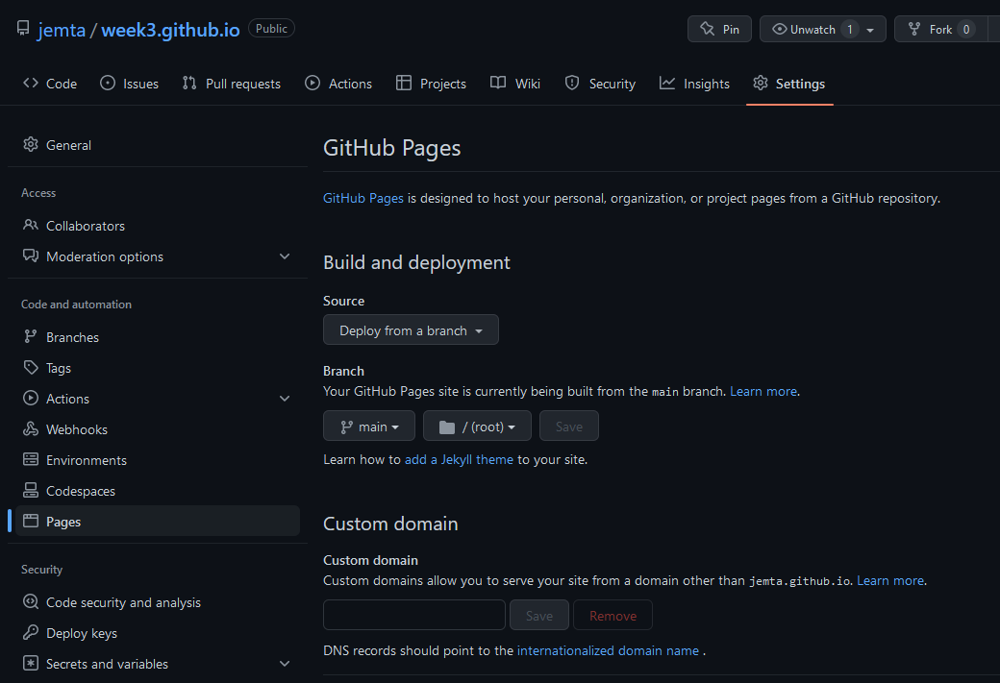 jemta / week3.github.io Public Pin Unwatch 1 Fork 0
Code Issues Pull requests Actions Projects Wiki Security Insights Settings
General
Access
Collaborators
Moderation options
Code and automation
Branches
Tags
Actions
Webhooks
Environments
Codespaces
Pages
Security
Code security and analysis
Deploy keys
Secrets and variables
GitHub Pages
GitHub Pages is designed to host your personal, organization, or project pages from a GitHub repository.
Build and deployment
Source
Deploy from a branch
Branch
Your GitHub Pages site is currently being built from the main branch. Learn more.
main / (root) Save
Learn how to add a Jekyll theme to your site.
Custom domain
Custom domain
Custom domains allow you to serve your site from a domain other than jemta.github.io. Learn more.
Save Remove
DNS records should point to the internationalized domain name .